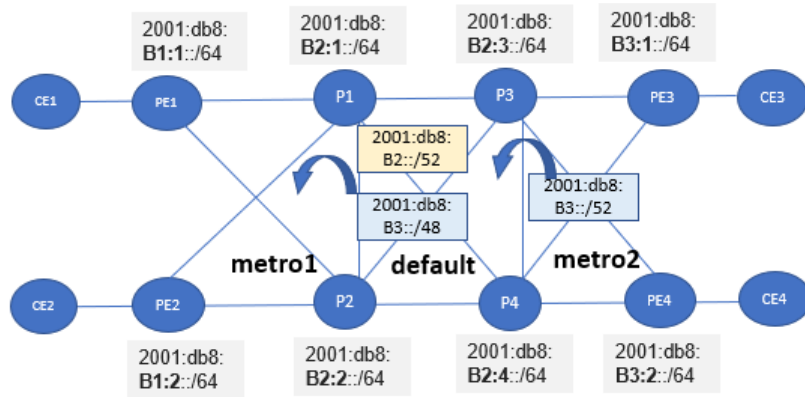 2001:db8:
B1:1::/64
2001:db8:
B2:1::/64
2001:db8:
B2:3::/64
2001:db8:
B3:1::/64
CE1
PE1
P1
P3
PE3
CE3
2001:db8:
B2::/52
2001:db8:
B3::/52
2001:db8:
B3::/48
metro1
default
metro2
CE2
PE2
P2
P4
PE4
CE4
2001:db8:
B1:2::/64
2001:db8:
B2:2::/64
2001:db8:
B2:4::/64
2001:db8:
B3:2::/64